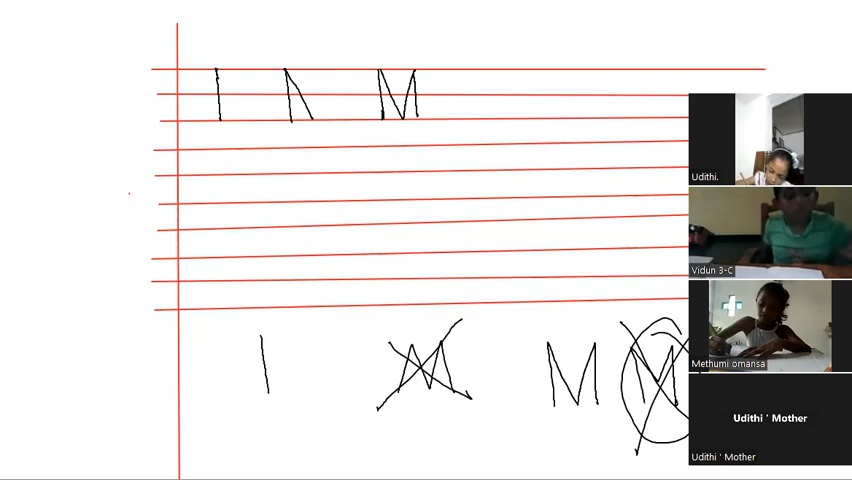 I M
Udithi.
Vidun 3-C
Methumi omansa
Udithi ' Mother
Udithi ' Mother
I M M M